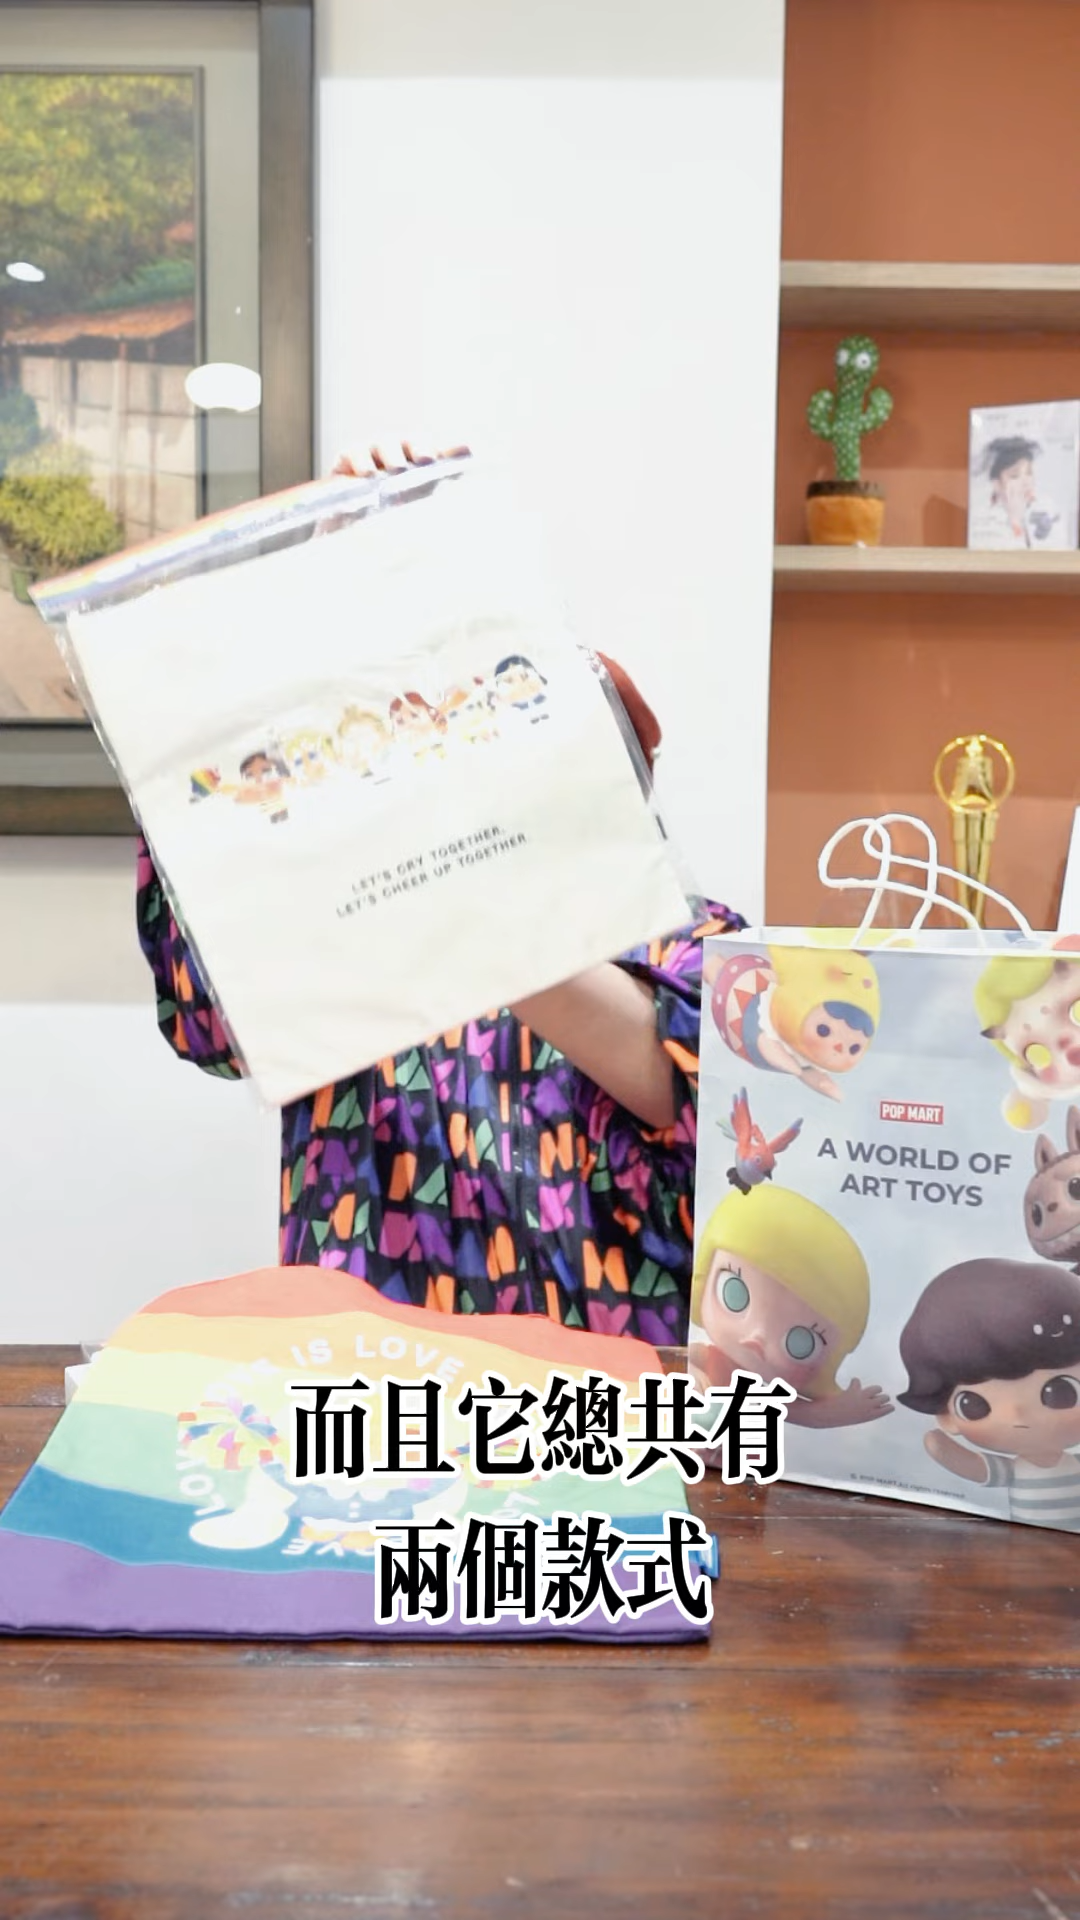 LET'S CRY TOGETHER.
LET'S CHEER UP TOGETHER
POP MART
A WORLD OF
ART TOYS
IS LOVE
而且它總共有
兩個款式